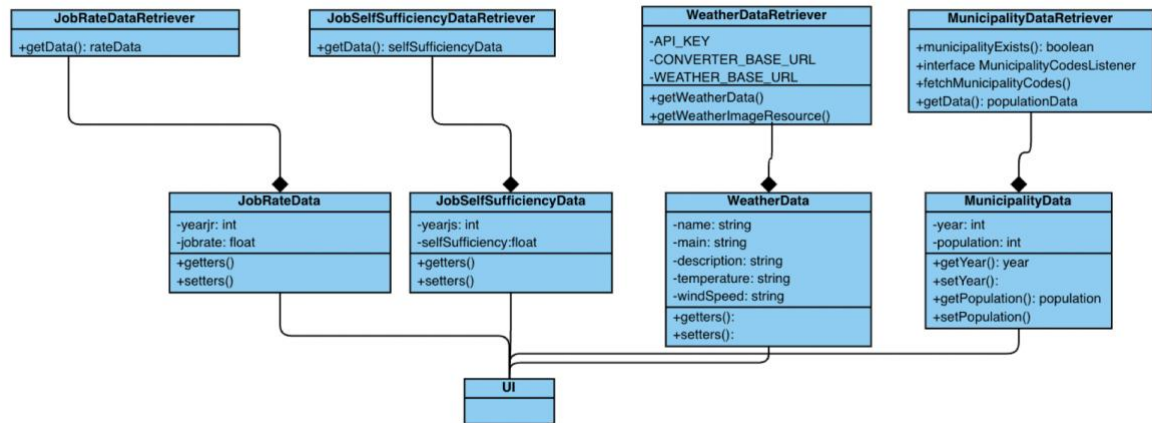 JobRateDataRetriever
+getData(): rateData
JobSelfSufficiencyDataRetriever
+getData(): selfSufficiencyData
WeatherDataRetriever
-API_KEY
-CONVERTER_BASE_URL
-WEATHER_BASE_URL
+getWeatherData()
+getWeatherImageResource()
MunicipalityDataRetriever
+municipalityExists(): boolean
+interface MunicipalityCodesListener
+fetchMunicipalityCodes()
+getData(): populationData
JobRateData
-yearjr: int
-jobrate: float
+getters()
+setters()
JobSelfSufficiencyData
-yearjs: int
-selfSufficiency:float
+getters()
+setters()
WeatherData
-name: string
-main: string
-description: string
-temperature: string
-windSpeed: string
+getters():
+setters():
MunicipalityData
-year: int
-population: int
+getYear(): year
+setYear():
+getPopulation(): population
+setPopulation()
UI